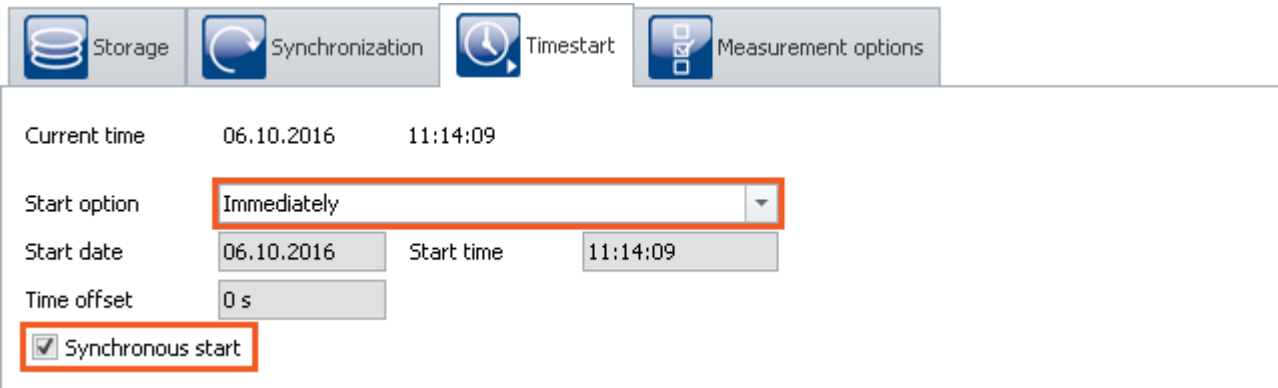 Storage Synchronization Timestart Measurement options
Current time 06.10.2016 11:14:09
Start option Immediately
Start date 06.10.2016 Start time 11:14:09
Time offset 0 s
Synchronous start